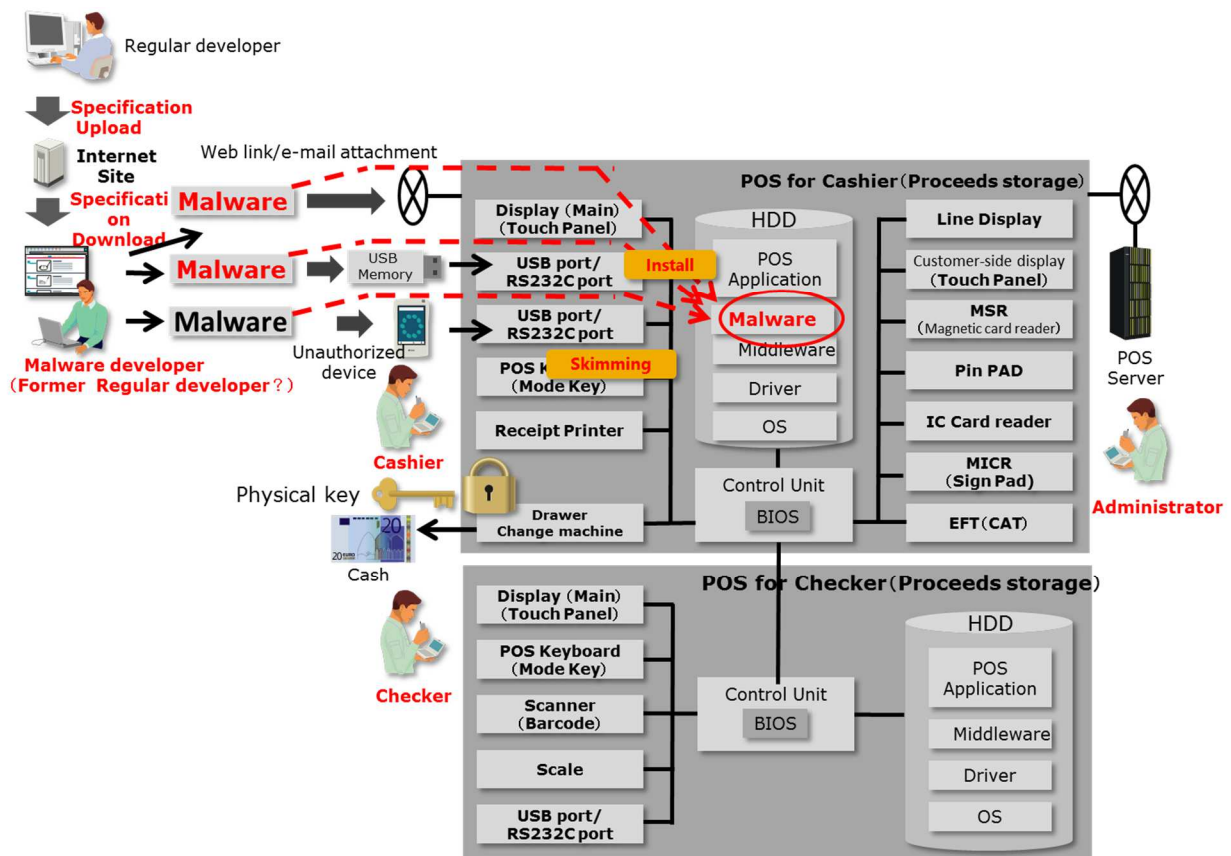 Regular developer
Specification
Upload
Internet
Site
Specificati
on
Download
Web link/e-mail attachment
Malware
Malware
USB
Memory
Malware
Unauthorized
device
Malware developer
(Former Regular developer？)
Cashier
Physical key
20
20 EURO
Cash
Checker
POS for Cashier(Proceeds storage)
Display (Main)
(Touch Panel)
USB port/
RS232C port
USB port/
RS232C port
POS K
(Mode Key)
Skimming
Receipt Printer
Drawer
Change machine
Install
HDD
POS
Application
Malware
Middleware
Driver
OS
Control Unit
BIOS
Line Display
Customer-side display
(Touch Panel)
MSR
(Magnetic card reader)
Pin PAD
IC Card reader
MICR
(Sign Pad)
EFT(CAT)
POS
Server
Administrator
POS for Checker(Proceeds storage)
Display (Main)
(Touch Panel)
POS Keyboard
(Mode Key)
Scanner
(Barcode)
Scale
USB port/
RS232C port
Control Unit
BIOS
HDD
POS
Application
Middleware
Driver
OS